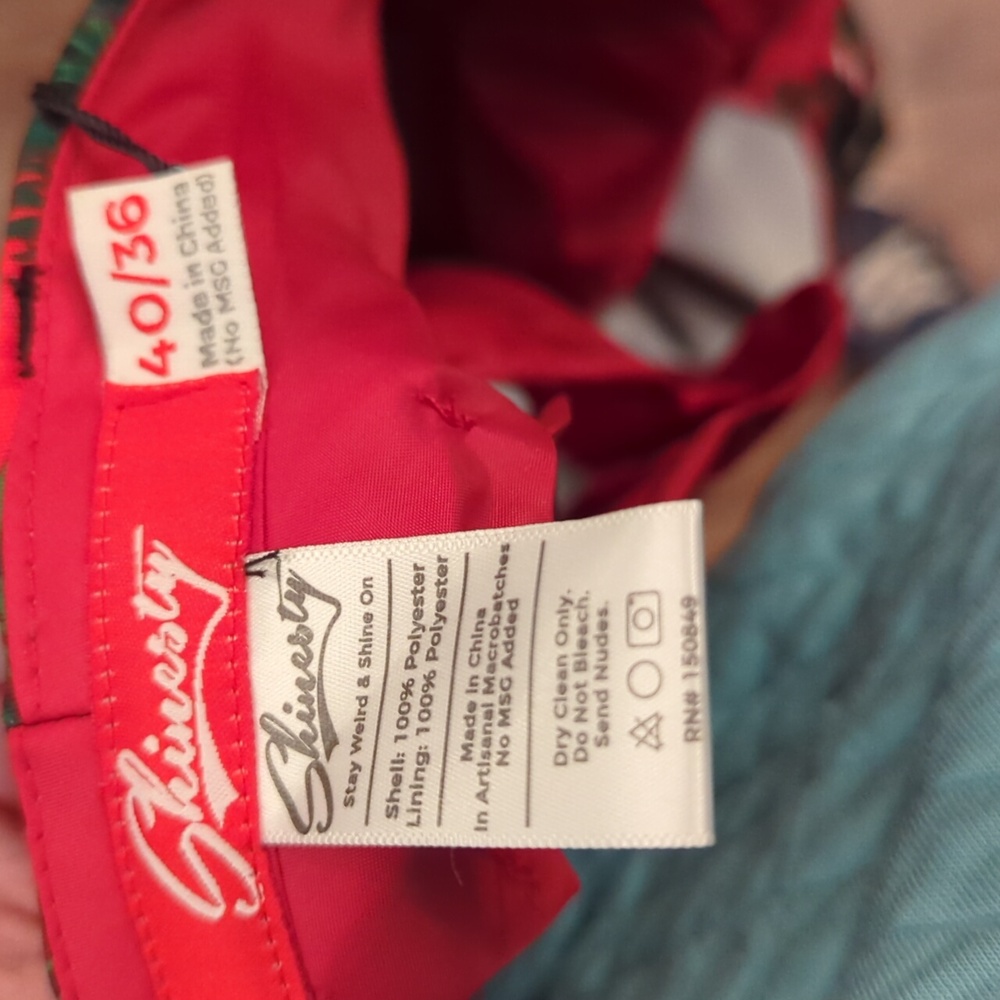 40/36
Made in China
(No MSG Added)
Shinesty
Shinesty
Stay Weird & Shine On
Shell: 100% Polyester
Lining: 100% Polyester
Made in China
In Artisanal Macrobatches
No MSG Added
Dry Clean Only.
Do Not Bleach.
Send Nudes.
RN# 150849